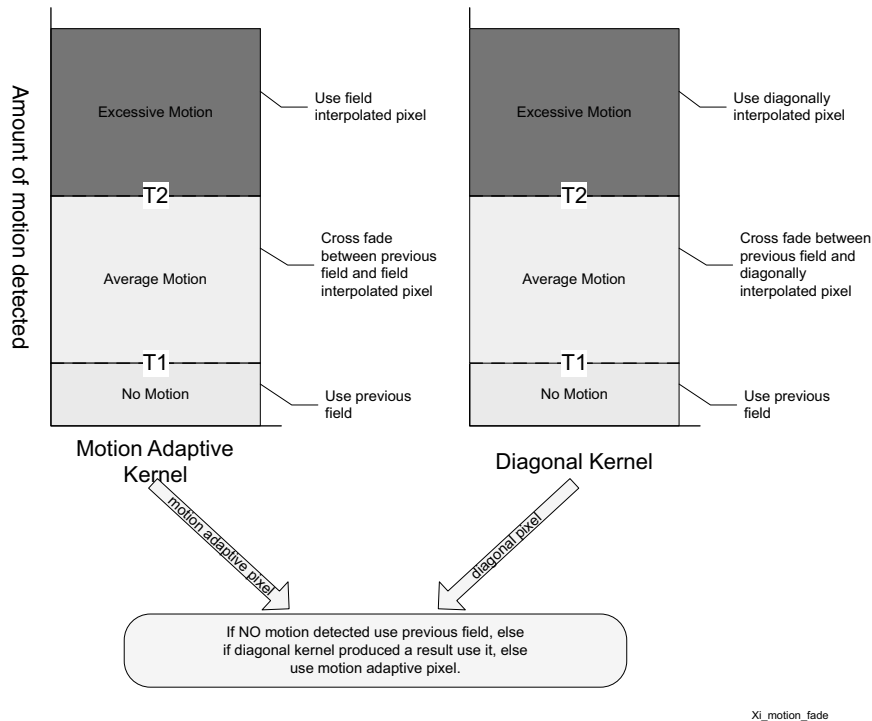 Amount of motion detected
Excessive Motion
Use field
interpolated pixel
T2
Average Motion
Cross fade
between previous
field and field
interpolated pixel
T1
No Motion
Use previous
field
Motion Adaptive
Kernel
Excessive Motion
Use diagonally
interpolated pixel
T2
Average Motion
Cross fade between
previous field and
diagonally
interpolated pixel
T1
No Motion
Use previous
field
Diagonal Kernel
motion adaptive pixel
diagonal pixel
If NO motion detected use previous field, else
if diagonal kernel produced a result use it, else
use motion adaptive pixel.
Xi_motion_fade